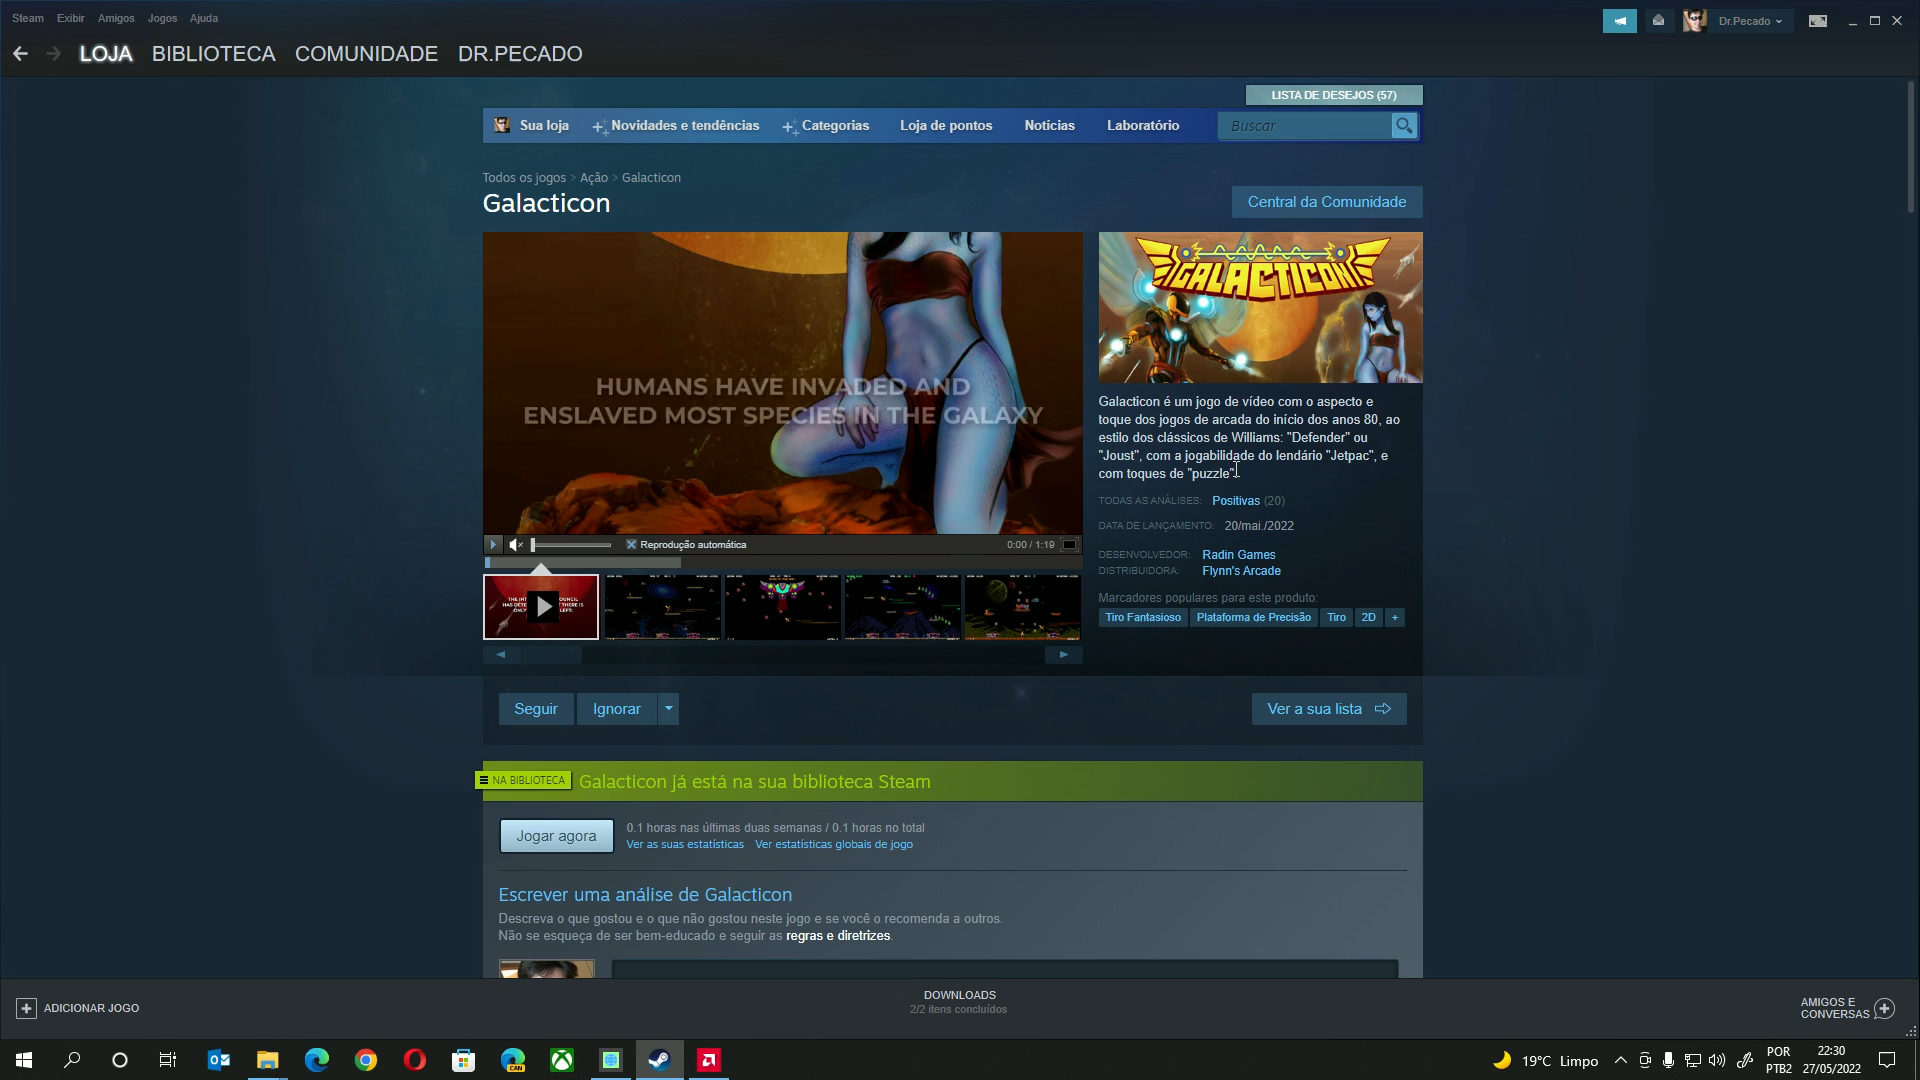 Steam Exibir Amigos Jogos Ajuda
Dr.Pecado
LOJA BIBLIOTECA COMUNIDADE DR.PECADO
LISTA DE DESEJOS (57)
Sua loja Novidades e tendências Categorias Loja de pontos Notícias Laboratório Buscar
Todos os jogos > Ação > Galacticon
Galacticon
Central da Comunidade
HUMANS HAVE INVADED AND
ENSLAVED MOST SPECIES IN THE GALAXY
GALACTICON
Galacticon é um jogo de vídeo com o aspecto e
toque dos jogos de arcada do início dos anos 80, ao
estilo dos clássicos de Williams: "Defender" ou
"Joust", com a jogabilidade do lendário "Jetpac", e
com toques de "puzzle".
TODAS AS ANÁLISES: Positivas (20)
DATA DE LANÇAMENTO: 20/mai./2022
DESENVOLVEDOR: Radin Games
DISTRIBUIDORA: Flynn's Arcade
Marcadores populares para este produto:
Tiro Fantasioso Plataforma de Precisão Tiro 2D +
Reprodução automática 0:00 / 1:19
Seguir Ignorar Ver a sua lista
NA BIBLIOTECA Galacticon já está na sua biblioteca Steam
Jogar agora
0.1 horas nas últimas duas semanas / 0.1 horas no total
Ver as suas estatísticas Ver estatísticas globais de jogo
Escrever uma análise de Galacticon
Descreva o que gostou e o que não gostou neste jogo e se você o recomenda a outros.
Não se esqueça de ser bem-educado e seguir as regras e diretrizes.
ADICIONAR JOGO
DOWNLOADS
2/2 itens concluídos
AMIGOS E
CONVERSAS
CAN
19°C Limpo
POR
PTB2
22:30
27/05/2022